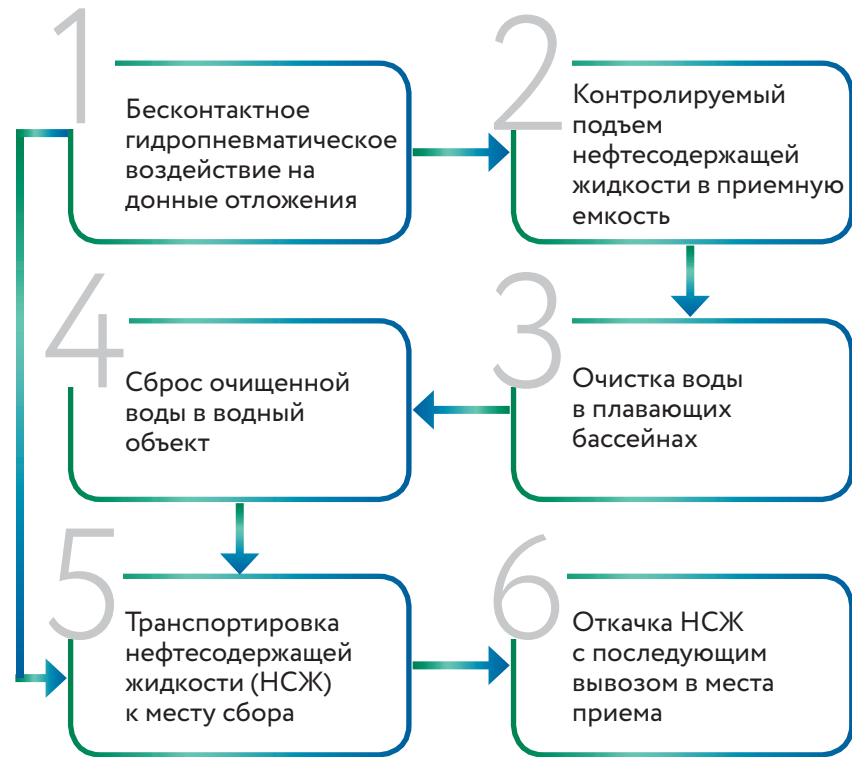 1
Бесконтактное
гидропневматическое
воздействие на
донные отложения
2
Контролируемый
подъем
нефтесодержащей
жидкости в приемную
емкость
3
Очистка воды
в плавающих
бассейнах
4
Сброс очищенной
воды в водный
объект
5
Транспортировка
нефтесодержащей
жидкости (НСЖ)
к месту сбора
6
Откачка НСЖ
с последующим
вывозом в места
приема